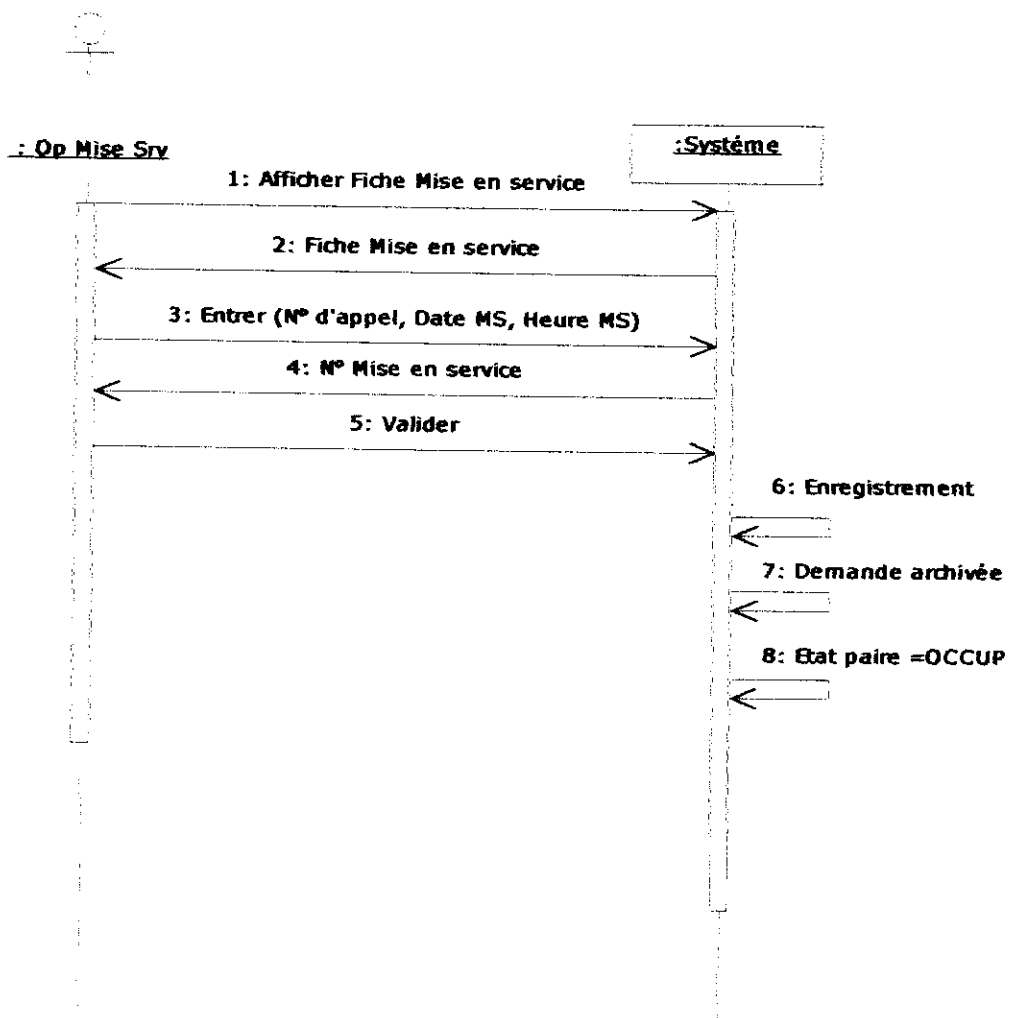 : Op Mise Srv
:Systéme
1: Afficher Fiche Mise en service
2: Fiche Mise en service
3: Entrer (N° d'appel, Date MS, Heure MS)
4: N° Mise en service
5: Valider
6: Enregistrement
7: Demande archivée
8: Etat paire =OCCUP